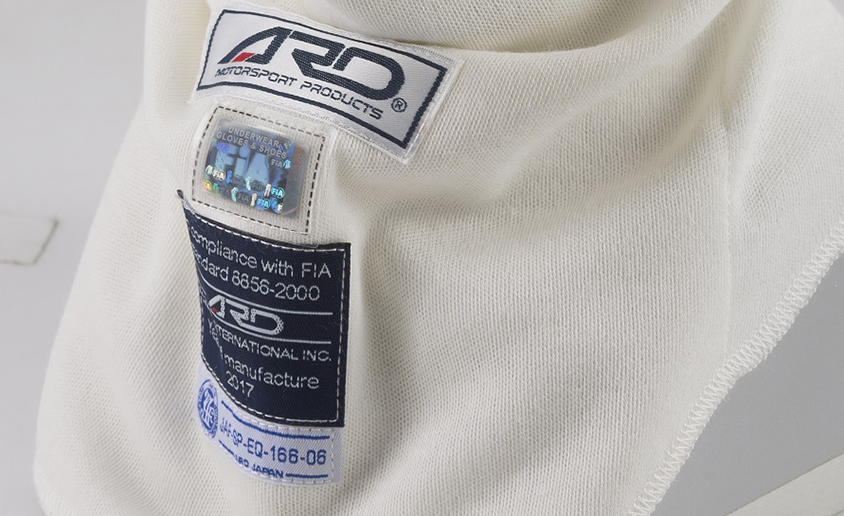 ARD
MOTORSPORT PRODUCTS®
UNDERWEAR,
GLOVES & SHOES
FIA
compliance with FIA
8856-2000
ARD
INTERNATIONAL INC.
manufacture
2017
JAF-SP-EQ-166-06
ARD JAPAN